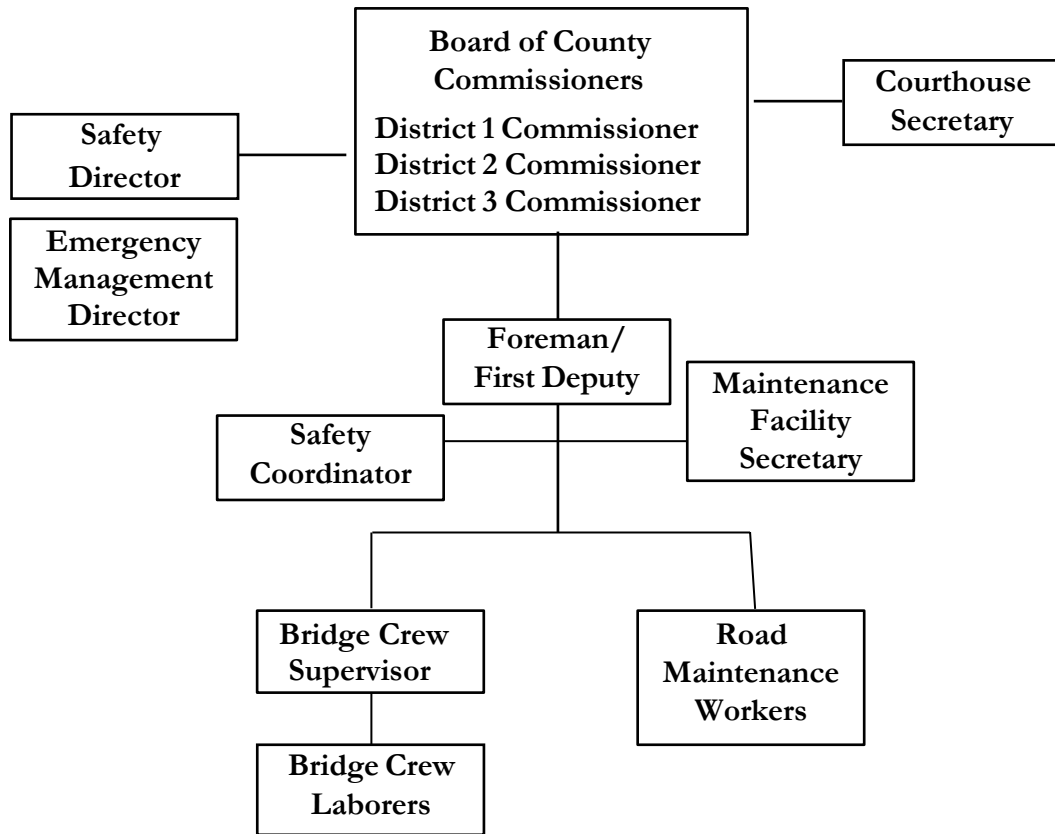 Board of County
Commissioners
District 1 Commissioner
District 2 Commissioner
District 3 Commissioner
Courthouse
Secretary
Safety
Director
Emergency
Management
Director
Foreman/
First Deputy
Maintenance
Facility
Secretary
Safety
Coordinator
Bridge Crew
Supervisor
Road
Maintenance
Workers
Bridge Crew
Laborers